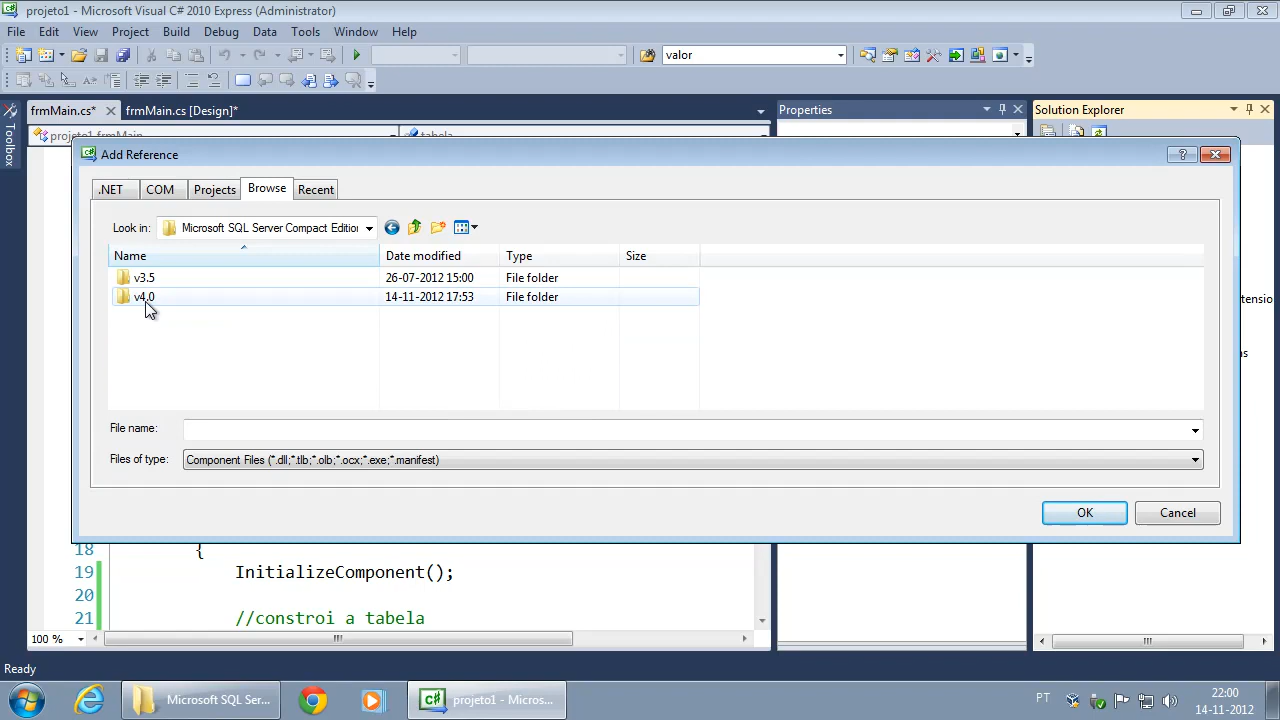 projeto1 - Microsoft Visual C# 2010 Express (Administrator)
File Edit View Project Build Debug Data Tools Window Help
valor
frmMain.cs* frmMain.cs [Design]*
Properties
Solution Explorer
projeto1.frmMain
tabela
Toolbox
Add Reference
.NET COM Projects Browse Recent
Look in: Microsoft SQL Server Compact Edition
Name Date modified Type Size
v3.5 26-07-2012 15:00 File folder
v4.0 14-11-2012 17:53 File folder
File name:
Files of type: Component Files (*.dll;*.tlb;*.olb;*.ocx;*.exe;*.manifest)
OK Cancel
18 {
19 InitializeComponent();
20
21 //constroi a tabela
100 %
Ready
Microsoft SQL Ser...
projeto1 - Micros...
PT
22:00
14-11-2012